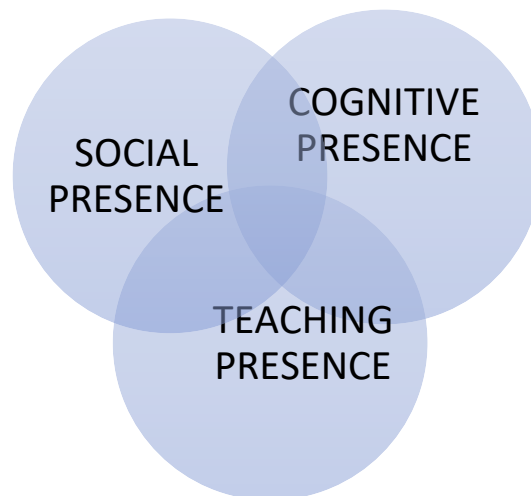 SOCIAL
PRESENCE
COGNITIVE
PRESENCE
TEACHING
PRESENCE